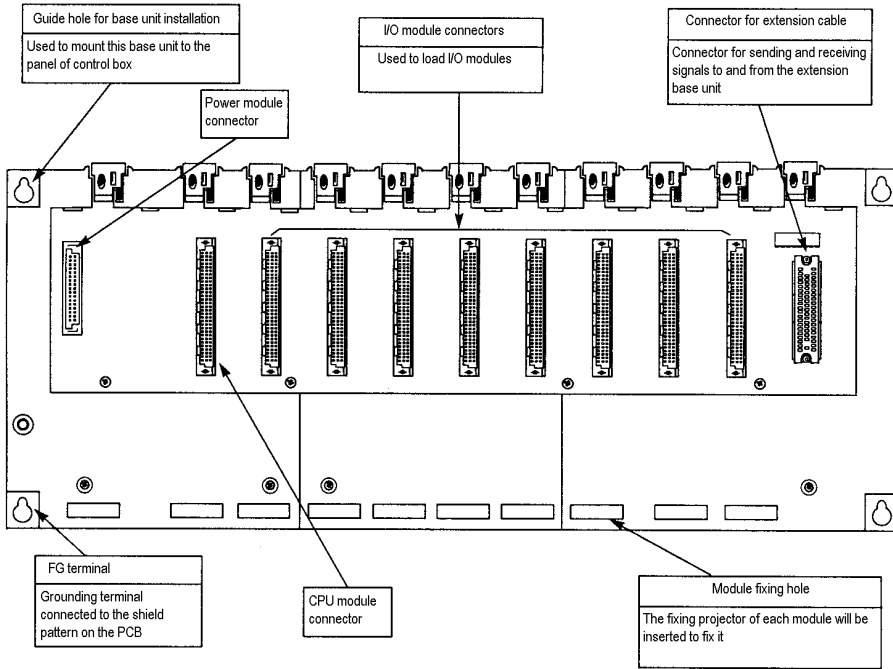 Guide hole for base unit installation
Used to mount this base unit to the
panel of control box
I/O module connectors
Used to load I/O modules
Connector for extension cable
Connector for sending and receiving
signals to and from the extension
base unit
Power module
connector
FG terminal
Grounding terminal
connected to the shield
pattern on the PCB
CPU module
connector
Module fixing hole
The fixing projector of each module will be
inserted to fix it